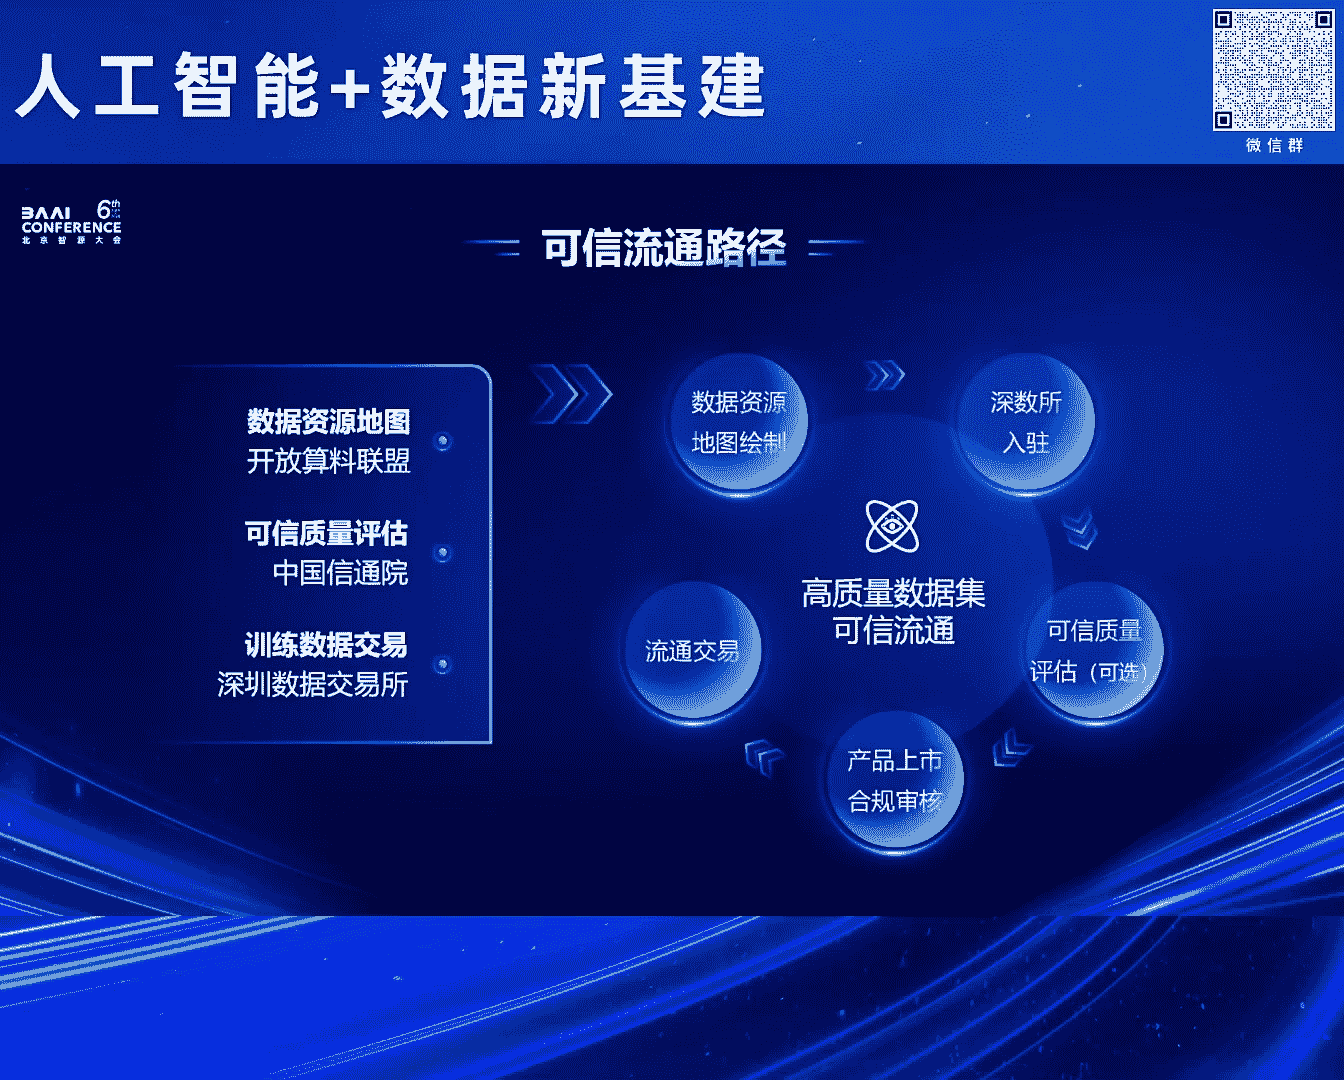 人工智能+数据新基建
微信群
BAAI 6th
CONFERENCE
北京智源大会
可信流通路径
数据资源地图
开放算料联盟
可信质量评估
中国信通院
训练数据交易
深圳数据交易所
数据资源
地图绘制
深数所
入驻
高质量数据集
可信流通
流通交易
可信质量
评估（可选）
产品上市
合规审核